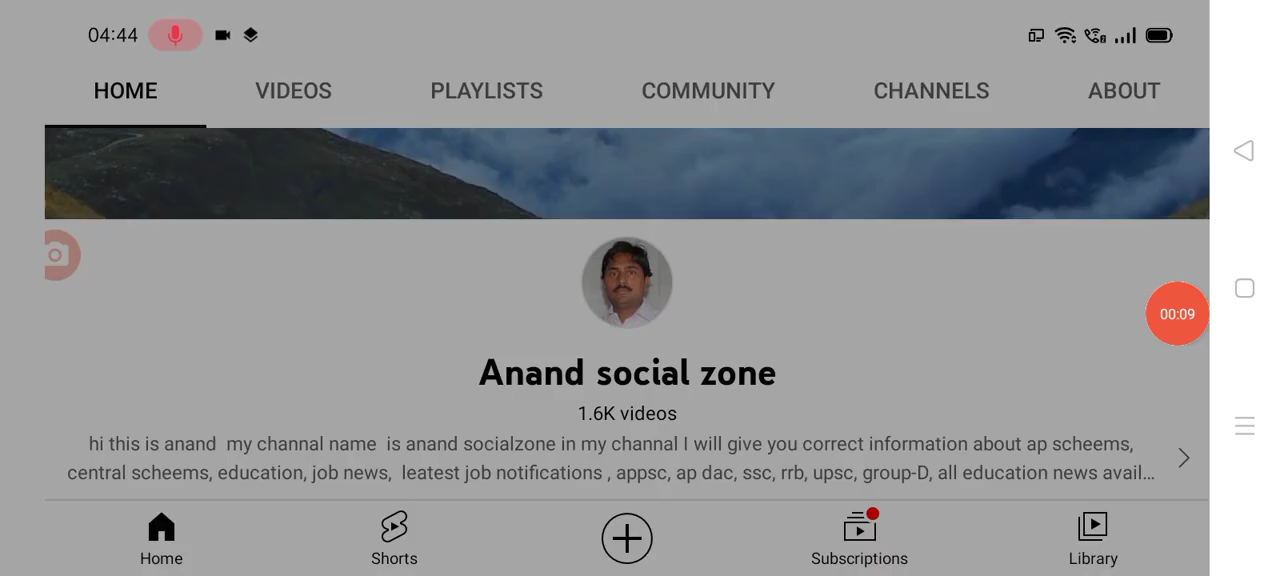 04:44
HOME VIDEOS PLAYLISTS COMMUNITY CHANNELS ABOUT
00:09
Anand social zone
1.6K videos
hi this is anand  my channal name  is anand socialzone in my channal I will give you correct information about ap scheems,
central scheems, education, job news,  leatest job notifications , appsc, ap dac, ssc, rrb, upsc, group-D, all education news avail...
Home Shorts Subscriptions Library